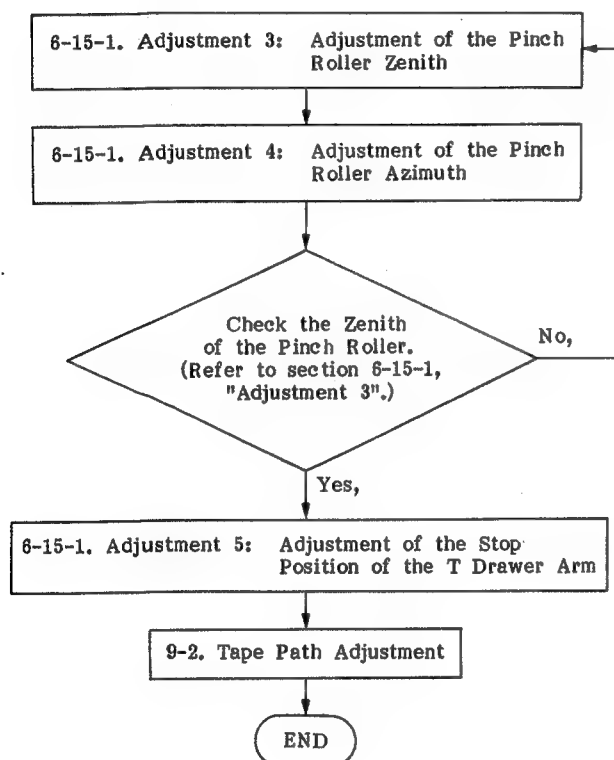 6-15-1. Adjustment 3: Adjustment of the Pinch
Roller Zenith
6-15-1. Adjustment 4: Adjustment of the Pinch
Roller Azimuth
Check the Zenith
of the Pinch Roller.
(Refer to section 6-15-1,
"Adjustment 3".)
No,
Yes,
6-15-1. Adjustment 5: Adjustment of the Stop
Position of the T Drawer Arm
9-2. Tape Path Adjustment
END